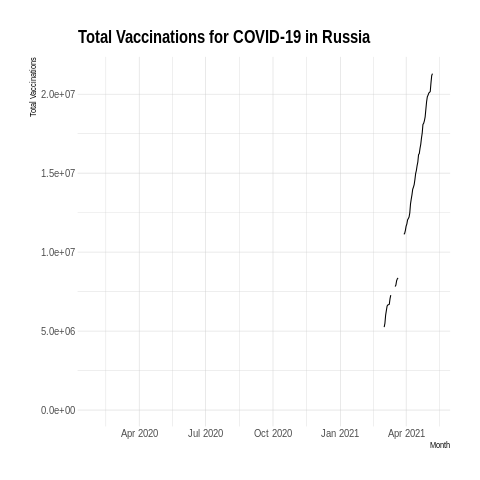 Total Vaccinations for COVID-19 in Russia
Total Vaccinations
2.0e+07
1.5e+07
1.0e+07
5.0e+06
0.0e+00
Apr 2020 Jul 2020 Oct 2020 Jan 2021 Apr 2021
Month